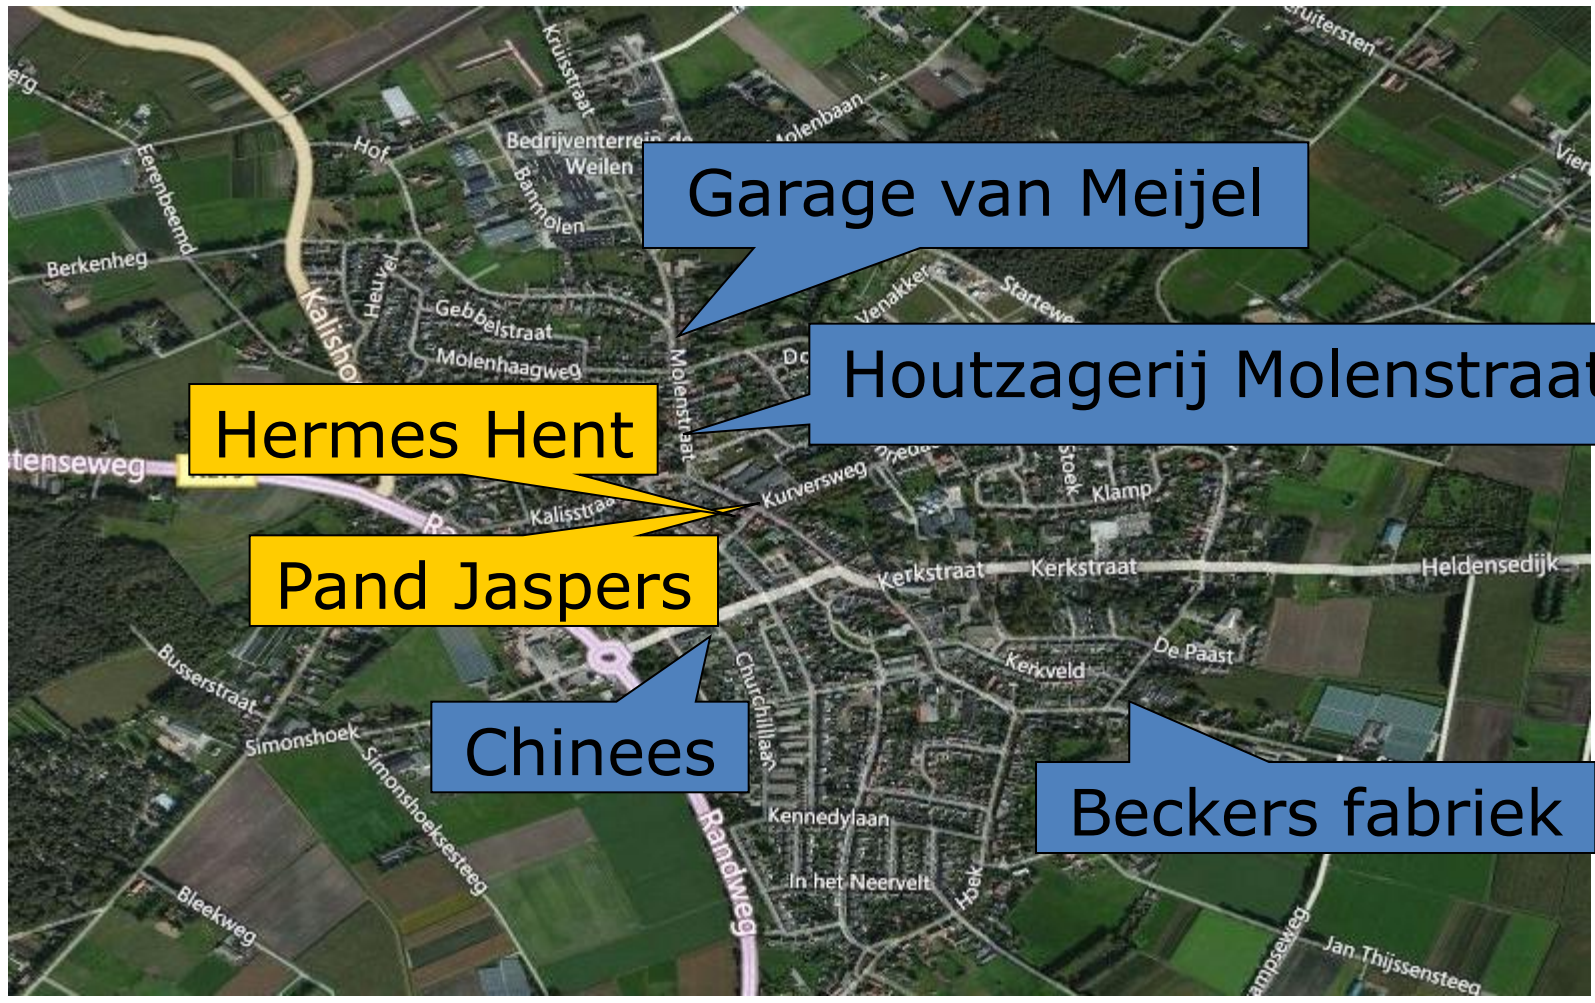 Kruisstraat
Molenbaan
Hof
Bedrijventerrein de
Weilen
Banmolen
Eerenbeemd
Berkenheg
Garage van Meijel
Heuvel
Gebbelstraat
Venakker
Molenhaagweg
Molenstraat
Houtzagerij Molenstraat
Hermes Hent
Stoek
Kurversweg
Klamp
Pand Jaspers
Kerkstraat
Kerkstraat
Heldensedijk
Busserstraat
Simonshoek
Churchilllaan
De Paast
Kerkveld
Chinees
Simonshoeksesteeg
Beckers fabriek
Kennedylaan
Randweg
In het Neervelt
Hoek
Bleekweg
Jan Thijssensteeg